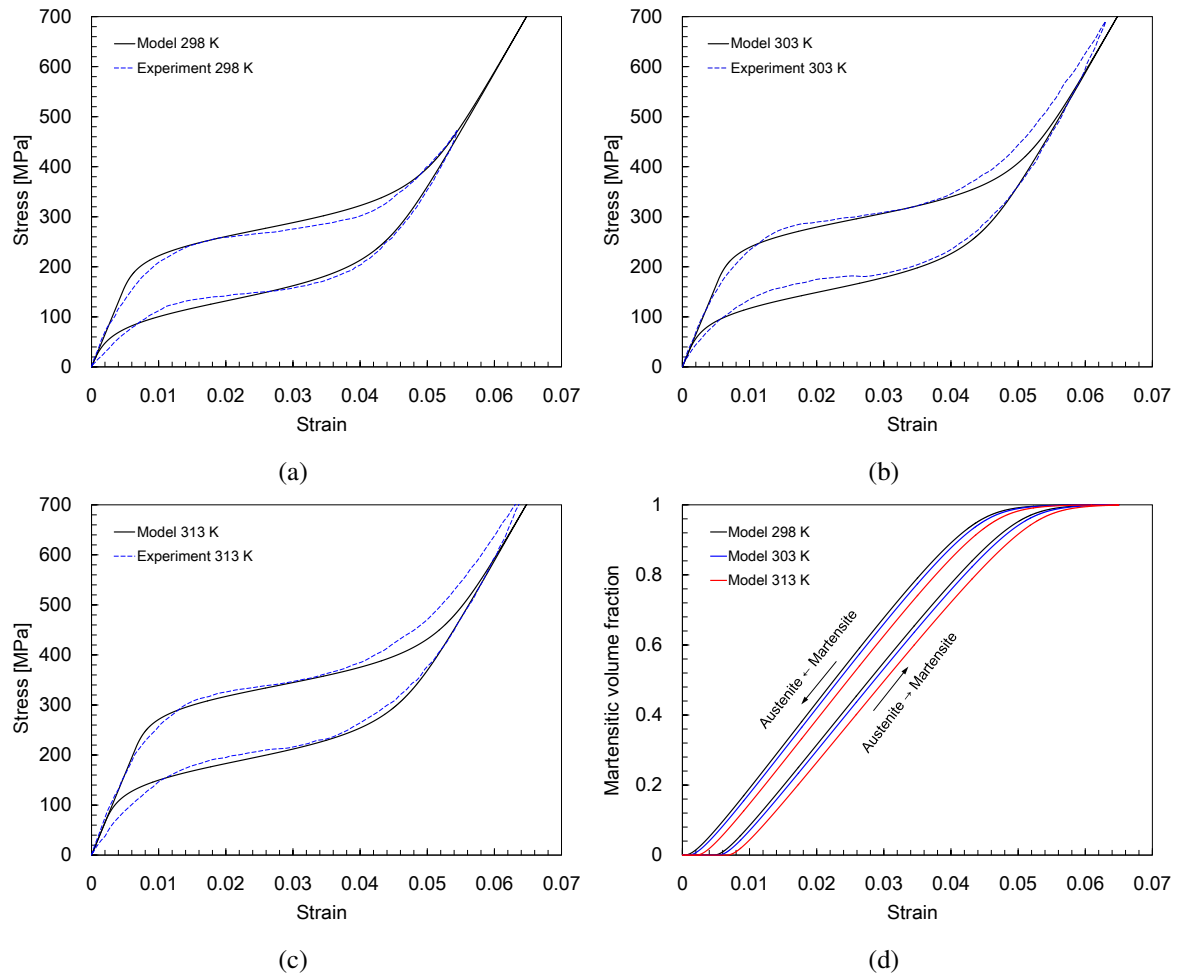 700
600
500
400
300
200
100
0
Stress [MPa]
Model 298 K
Experiment 298 K
0 0.01 0.02 0.03 0.04 0.05 0.06 0.07
Strain
(a)
700
600
500
400
300
200
100
0
Stress [MPa]
Model 303 K
Experiment 303 K
0 0.01 0.02 0.03 0.04 0.05 0.06 0.07
Strain
(b)
700
600
500
400
300
200
100
0
Stress [MPa]
Model 313 K
Experiment 313 K
0 0.01 0.02 0.03 0.04 0.05 0.06 0.07
Strain
(c)
1
0.8
0.6
0.4
0.2
0
Martensitic volume fraction
Model 298 K
Model 303 K
Model 313 K
Austenite ← Martensite
Austenite → Martensite
0 0.01 0.02 0.03 0.04 0.05 0.06 0.07
Strain
(d)